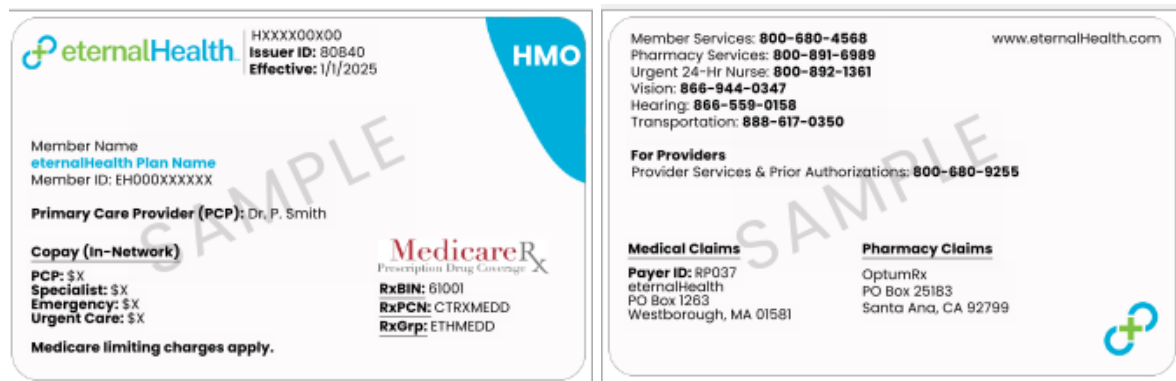 eternalHealth.
HXXXX00X00
Issuer ID: 80840
Effective: 1/1/2025
HMO
Member Name
eternalHealth Plan Name
Member ID: EH000XXXXXX
Primary Care Provider (PCP): Dr. P. Smith
Copay (In-Network)
PCP: $X
Specialist: $X
Emergency: $X
Urgent Care: $X
Medicare limiting charges apply.
MedicareRx
Prescription Drug Coverage
RxBIN: 61001
RxPCN: CTRXMEDD
RxGrp: ETHMEDD
SAMPLE
Member Services: 800-680-4568
Pharmacy Services: 800-891-6989
Urgent 24-Hr Nurse: 800-892-1361
Vision: 866-944-0347
Hearing: 866-559-0158
Transportation: 888-617-0350
www.eternalHealth.com
For Providers
Provider Services & Prior Authorizations: 800-680-9255
Medical Claims
Payer ID: RP037
eternalHealth
PO Box 1263
Westborough, MA 01581
Pharmacy Claims
OptumRx
PO Box 25183
Santa Ana, CA 92799
SAMPLE